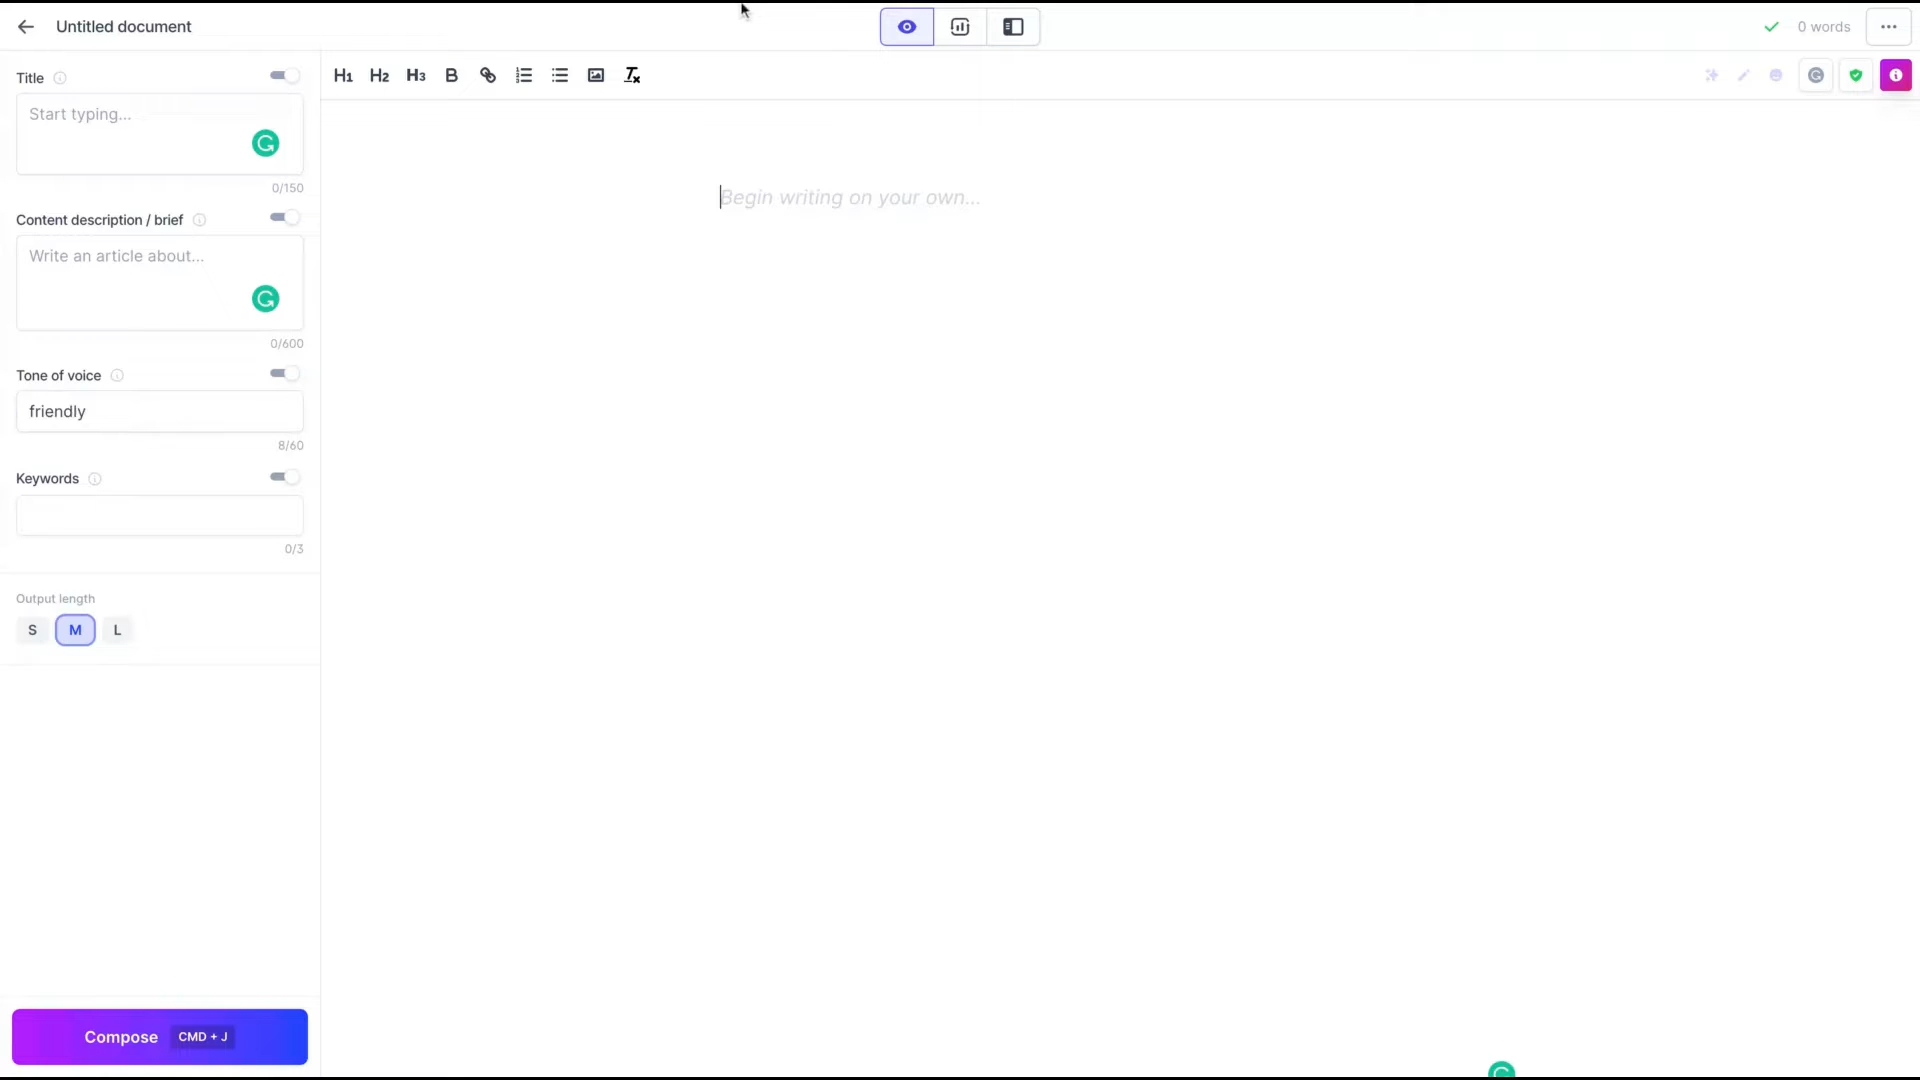 Untitled document
0 words
Title
Start typing...
0/150
Content description / brief
Write an article about...
0/600
Tone of voice
friendly
8/60
Keywords
0/3
Output length
S M L
Compose CMD + J
H1 H2 H3 B
Begin writing on your own...